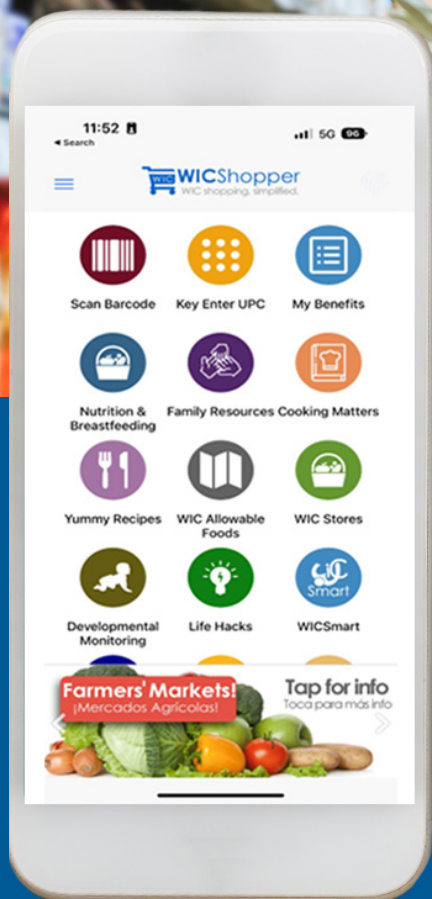 11:52
Search
5G 96
WIC WICShopper
WIC shopping, simplified.
Scan Barcode
Key Enter UPC
My Benefits
Nutrition &
Breastfeeding
Family Resources
Cooking Matters
Yummy Recipes
WIC Allowable
Foods
WIC Stores
Developmental
Monitoring
Life Hacks
WIC
Smart
WICSmart
Farmers' Markets!
¡Mercados Agrícolas!
Tap for info
Toca para más info